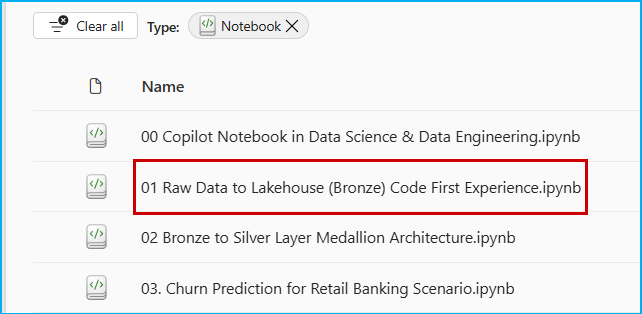 Clear all Type: Notebook
Name
00 Copilot Notebook in Data Science & Data Engineering.ipynb
01 Raw Data to Lakehouse (Bronze) Code First Experience.ipynb
02 Bronze to Silver Layer Medallion Architecture.ipynb
03. Churn Prediction for Retail Banking Scenario.ipynb